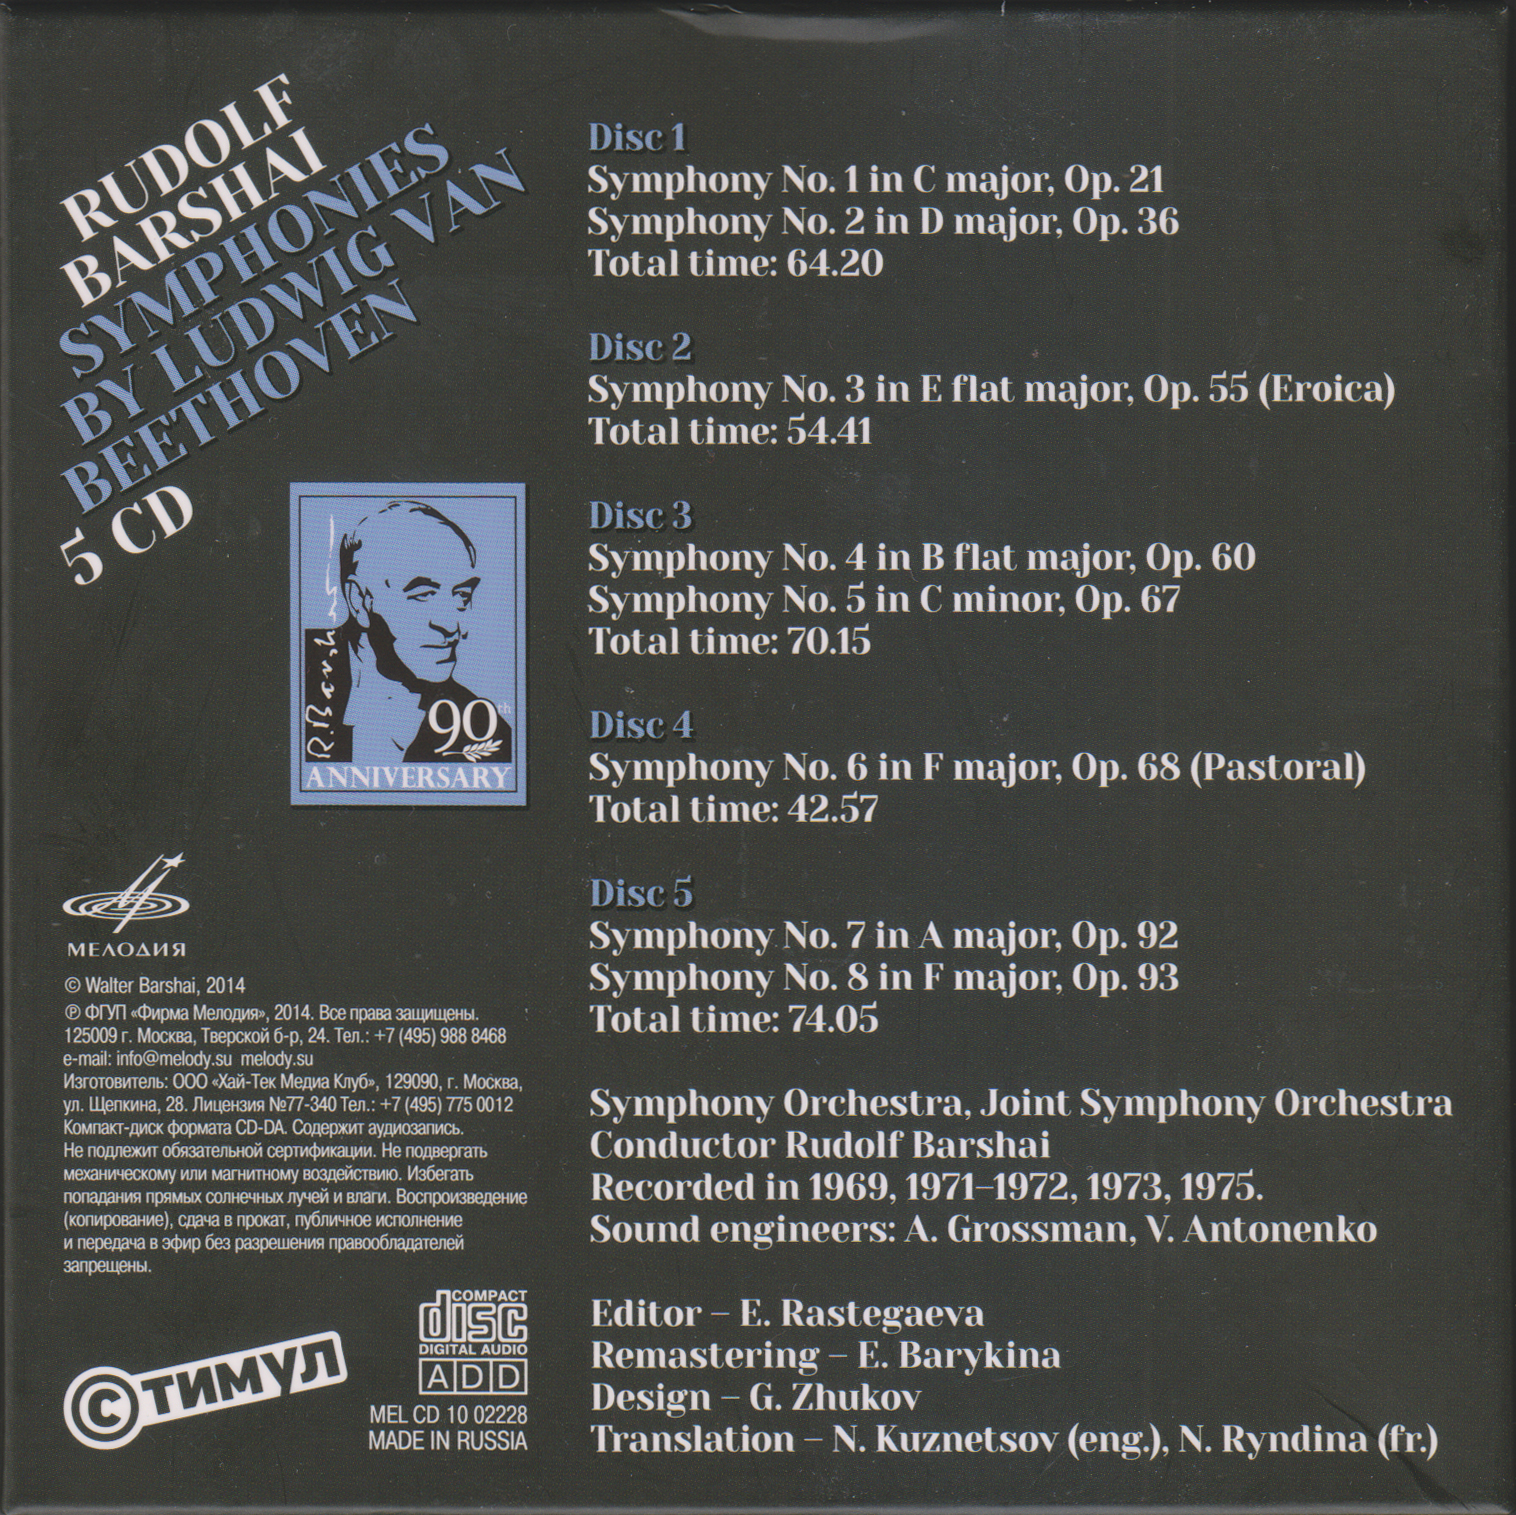 RUDOLF
BARSHAI
SYMPHONIES
BY LUDWIG VAN
BEETHOVEN
5 CD
R. Barshai
90th
ANNIVERSARY
МЕЛОДИЯ
© Walter Barshai, 2014
℗ ФГУП «Фирма Мелодия», 2014. Все права защищены.
125009 г. Москва, Тверской б-р, 24. Тел.: +7 (495) 988 8468
e-mail: info@melody.su melody.su
Изготовитель: ООО «Хай-Тек Медиа Клуб», 129090, г. Москва,
ул. Щепкина, 28. Лицензия №77-340 Тел.: +7 (495) 775 0012
Компакт-диск формата CD-DA. Содержит аудиозапись.
Не подлежит обязательной сертификации. Не подвергать
механическому или магнитному воздействию. Избегать
попадания прямых солнечных лучей и влаги. Воспроизведение
(копирование), сдача в прокат, публичное исполнение
и передача в эфир без разрешения правообладателей
запрещены.
СТИМУЛ
COMPACT
disc
DIGITAL AUDIO
ADD
MEL CD 10 02228
MADE IN RUSSIA
Disc 1
Symphony No. 1 in C major, Op. 21
Symphony No. 2 in D major, Op. 36
Total time: 64.20
Disc 2
Symphony No. 3 in E flat major, Op. 55 (Eroica)
Total time: 54.41
Disc 3
Symphony No. 4 in B flat major, Op. 60
Symphony No. 5 in C minor, Op. 67
Total time: 70.15
Disc 4
Symphony No. 6 in F major, Op. 68 (Pastoral)
Total time: 42.57
Disc 5
Symphony No. 7 in A major, Op. 92
Symphony No. 8 in F major, Op. 93
Total time: 74.05
Symphony Orchestra, Joint Symphony Orchestra
Conductor Rudolf Barshai
Recorded in 1969, 1971–1972, 1973, 1975.
Sound engineers: A. Grossman, V. Antonenko
Editor – E. Rastegaeva
Remastering – E. Barykina
Design – G. Zhukov
Translation – N. Kuznetsov (eng.), N. Ryndina (fr.)